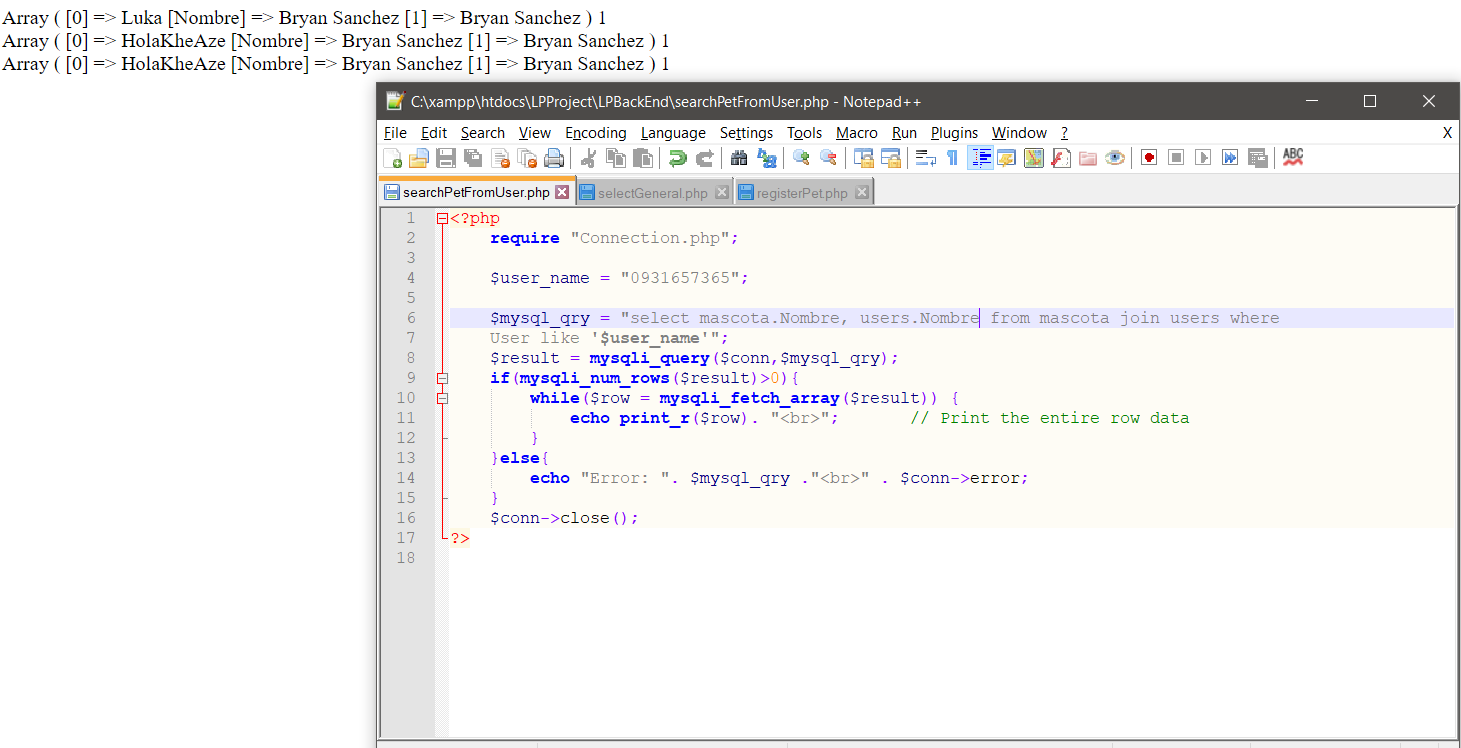 Array ( [0] => Luka [Nombre] => Bryan Sanchez [1] => Bryan Sanchez ) 1
Array ( [0] => HolaKheAze [Nombre] => Bryan Sanchez [1] => Bryan Sanchez ) 1
Array ( [0] => HolaKheAze [Nombre] => Bryan Sanchez [1] => Bryan Sanchez ) 1
C:\xampp\htdocs\LPProject\LPBackEnd\searchPetFromUser.php - Notepad++
File Edit Search View Encoding Language Settings Tools Macro Run Plugins Window ? X
ABC
searchPetFromUser.php selectGeneral.php registerPet.php
1 <?php
2 require "Connection.php";
3
4 $user_name = "0931657365";
5
6 $mysql_qry = "select mascota.Nombre, users.Nombre from mascota join users where
7 User like '$user_name'";
8 $result = mysqli_query($conn,$mysql_qry);
9 if(mysqli_num_rows($result)>0){
10 while($row = mysqli_fetch_array($result)) {
11 echo print_r($row). "<br>"; // Print the entire row data
12 }
13 }else{
14 echo "Error: ". $mysql_qry ."<br>" . $conn->error;
15 }
16 $conn->close();
17 ?>
18